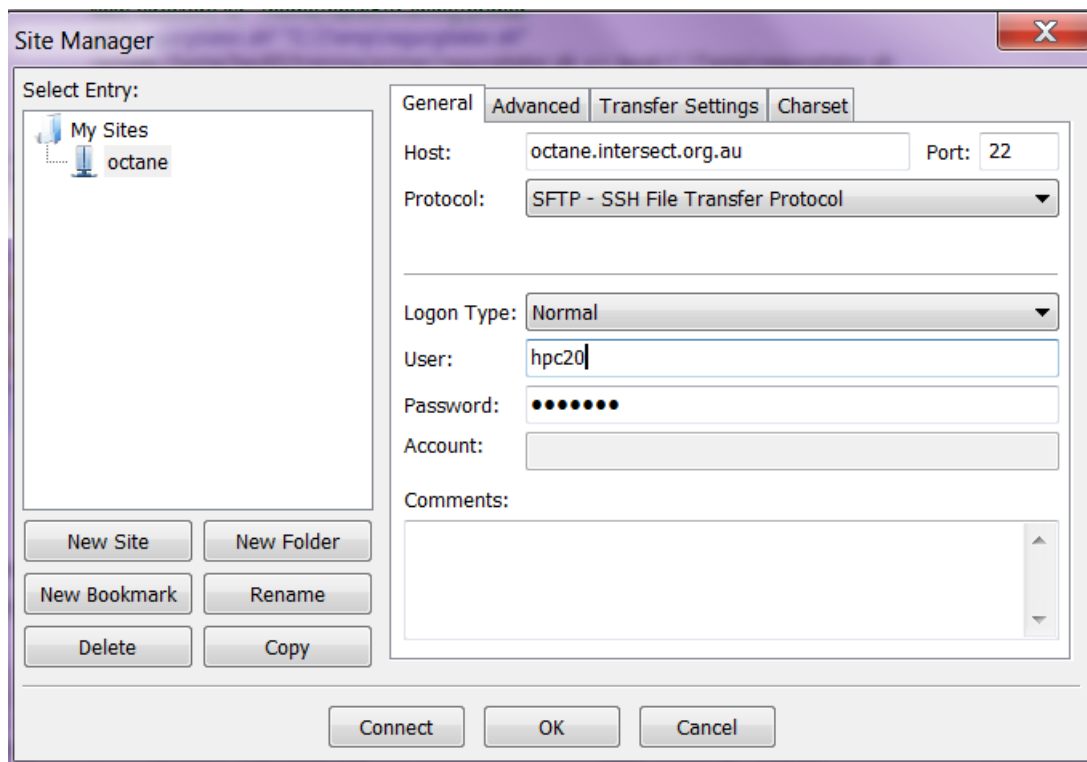 Site Manager
X
Select Entry:
My Sites
octane
General Advanced Transfer Settings Charset
Host: octane.intersect.org.au Port: 22
Protocol: SFTP - SSH File Transfer Protocol
Logon Type: Normal
User: hpc20
Password: ●●●●●●●
Account:
Comments:
New Site New Folder
New Bookmark Rename
Delete Copy
Connect OK Cancel